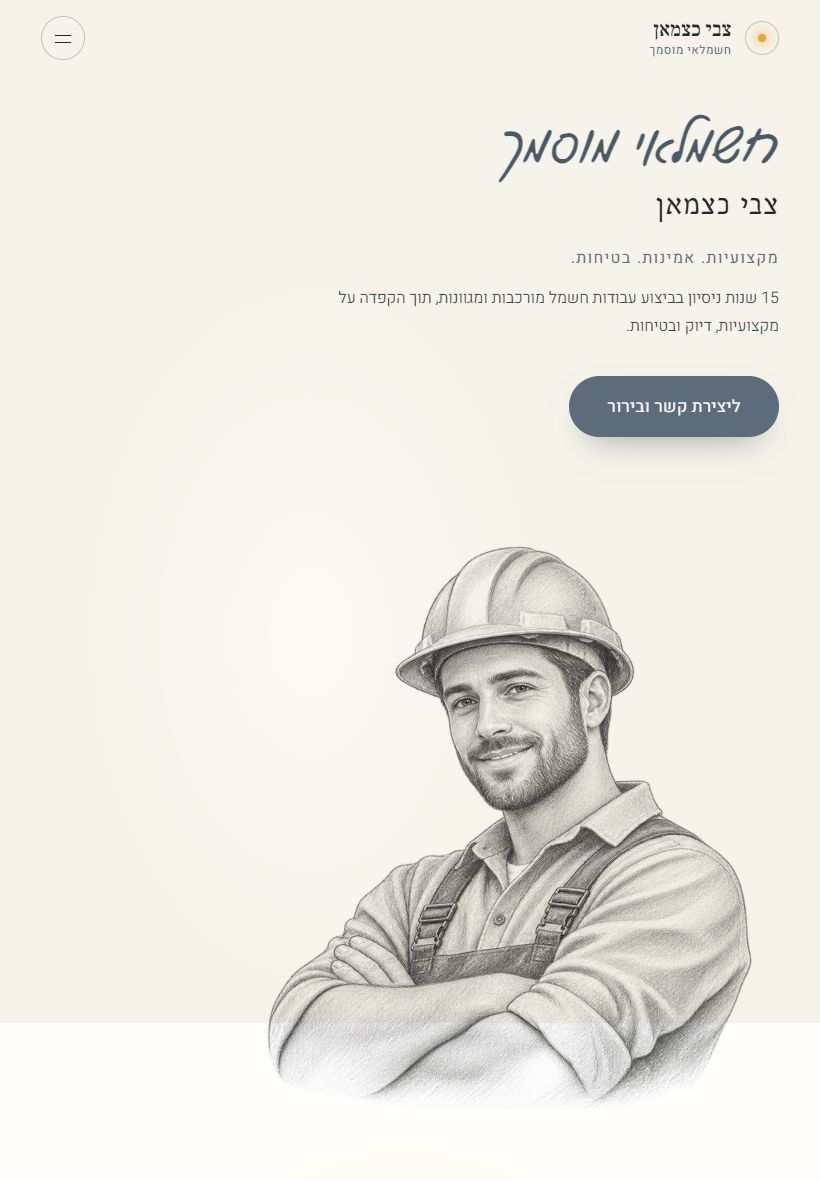 צבי כצמאן
חשמלאי מוסמך
חשמלאי מוסמך
צבי כצמאן
מקצועיות. אמינות. בטיחות.
15 שנות ניסיון בביצוע עבודות חשמל מורכבות ומגוונות, תוך הקפדה על
מקצועיות, דיוק ובטיחות.
ליצירת קשר ובירור